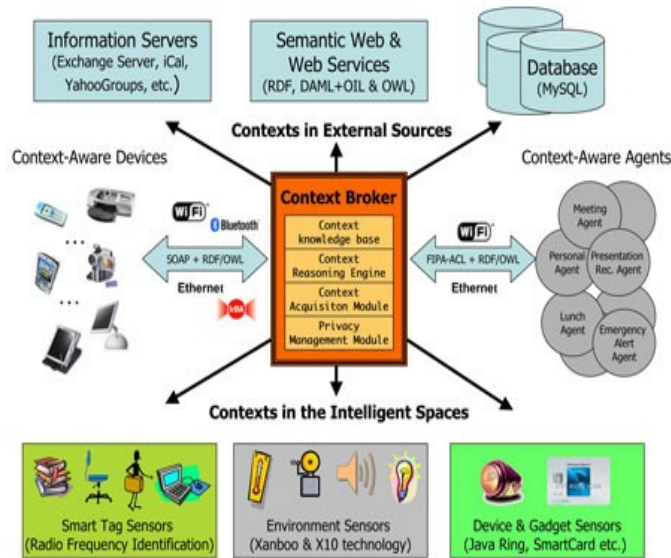 Information Servers
(Exchange Server, iCal,
YahooGroups, etc.)
Semantic Web &
Web Services
(RDF, DAML+OIL & OWL)
Database
(MySQL)
Contexts in External Sources
Context-Aware Devices
Context-Aware Agents
Context Broker
Context
knowledge base
Context
Reasoning Engine
Context
Acquisiton Module
Privacy
Management Module
WiFi
Bluetooth
SOAP + RDF/OWL
Ethernet
IrDA
WiFi
FIPA-ACL + RDF/OWL
Ethernet
Meeting
Agent
Personal
Agent
Presentation
Rec. Agent
Lunch
Agent
Emergency
Alert
Agent
Contexts in the Intelligent Spaces
Smart Tag Sensors
(Radio Frequency Identification)
Environment Sensors
(Xanboo & X10 technology)
Device & Gadget Sensors
(Java Ring, SmartCard etc.)